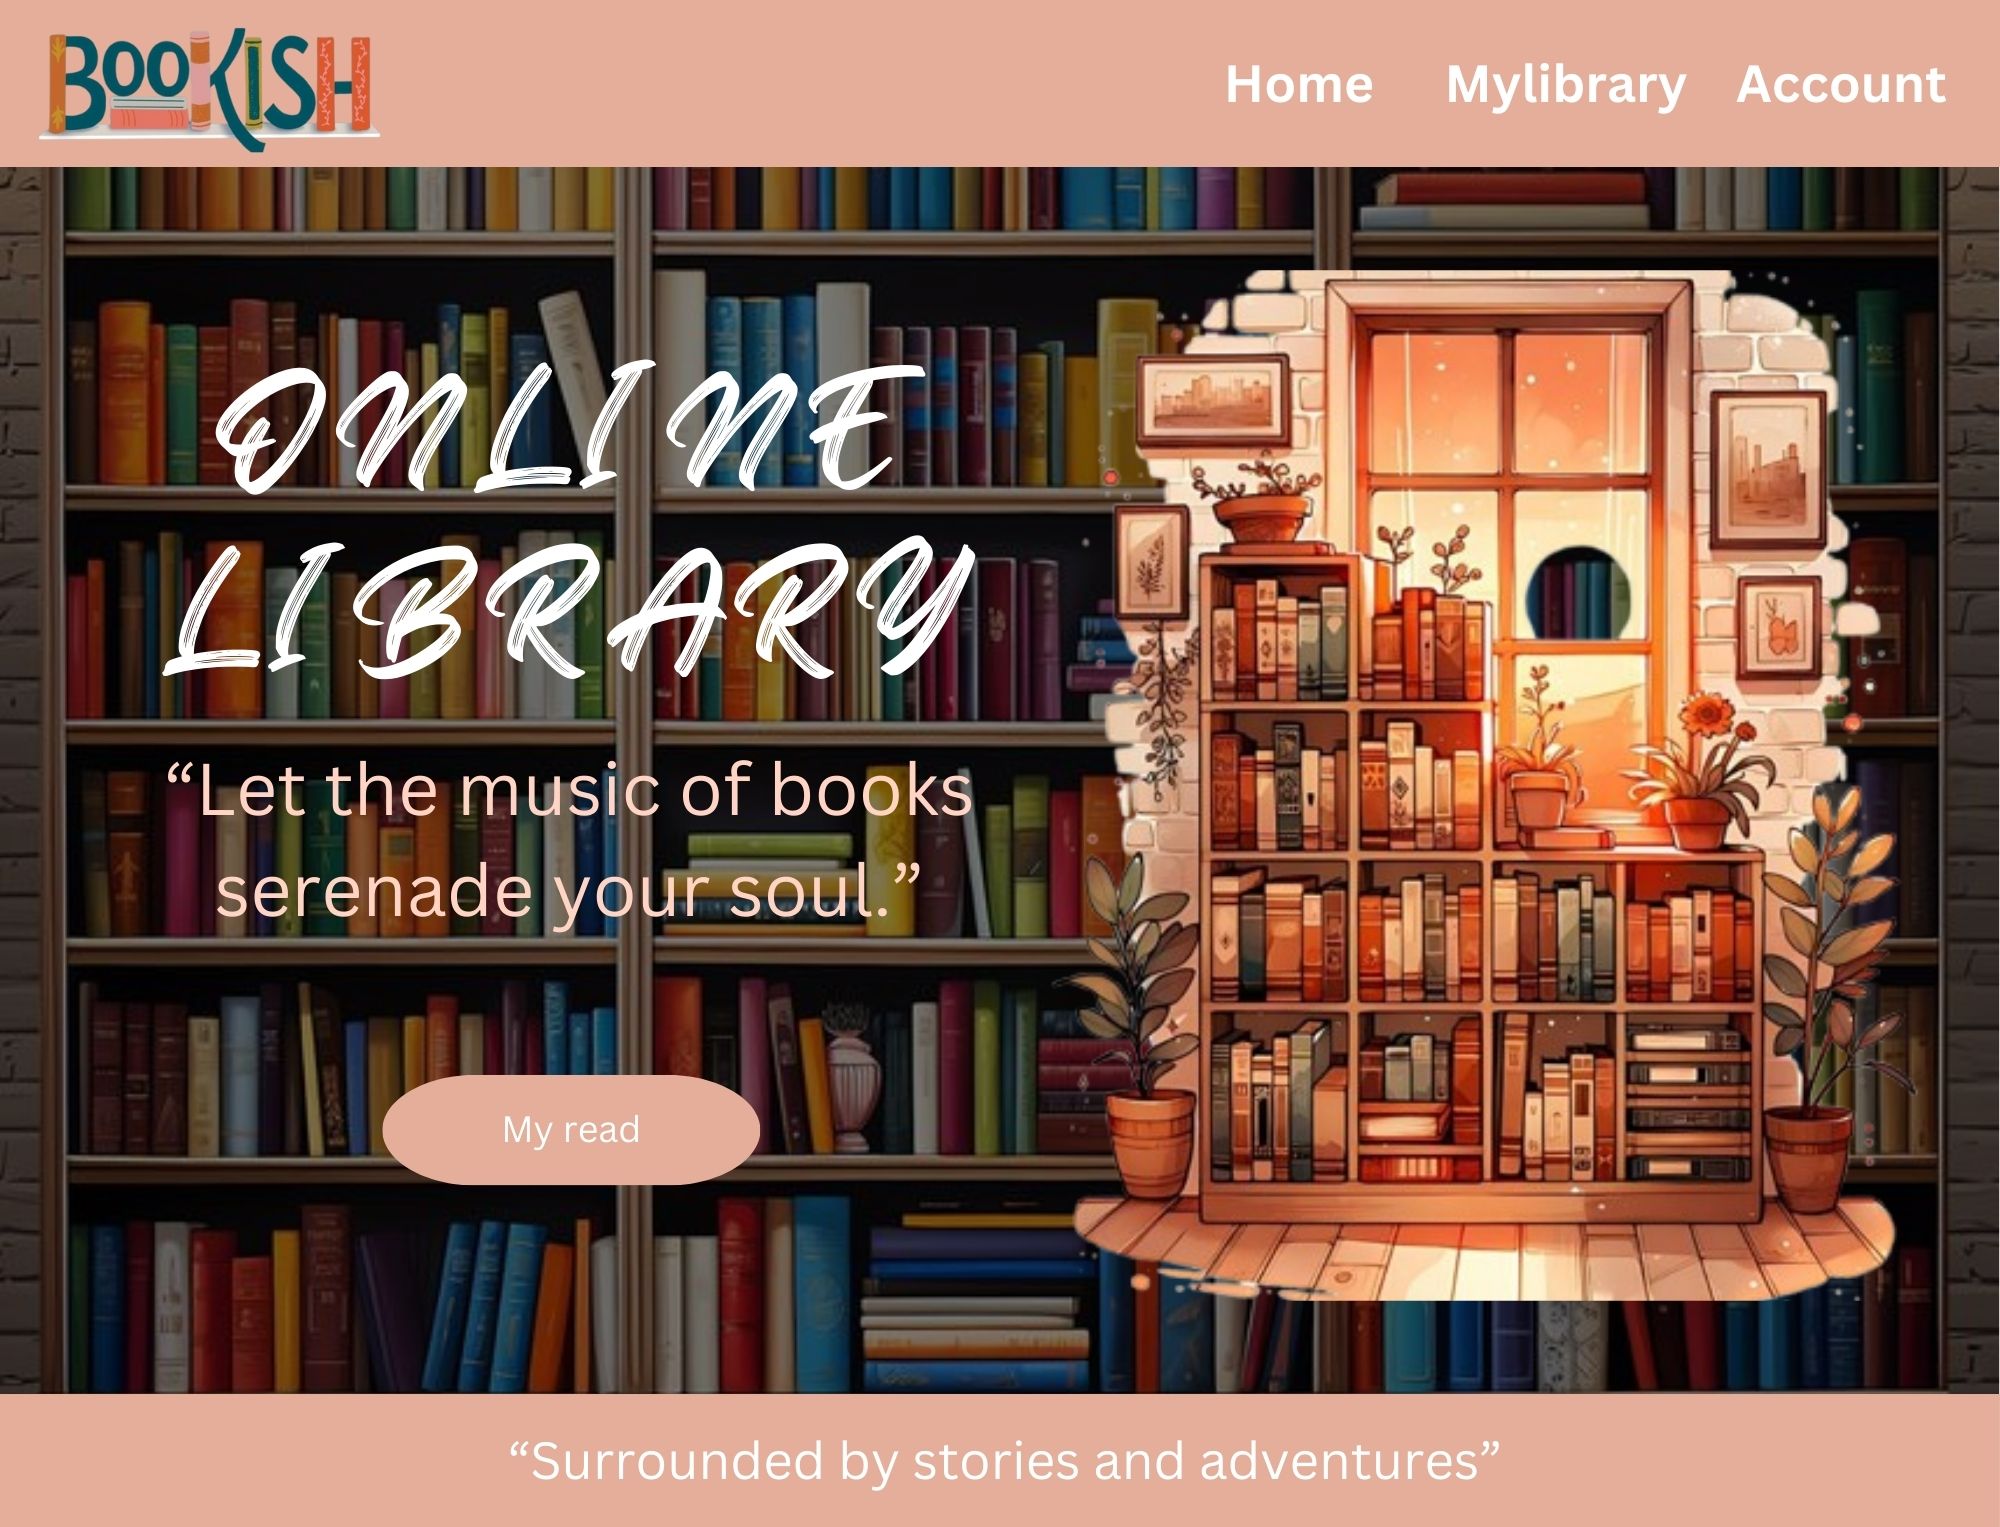 BOOKISH
Home Mylibrary Account
ONLINE
LIBRARY
“Let the music of books
serenade your soul.”
My read
“Surrounded by stories and adventures”